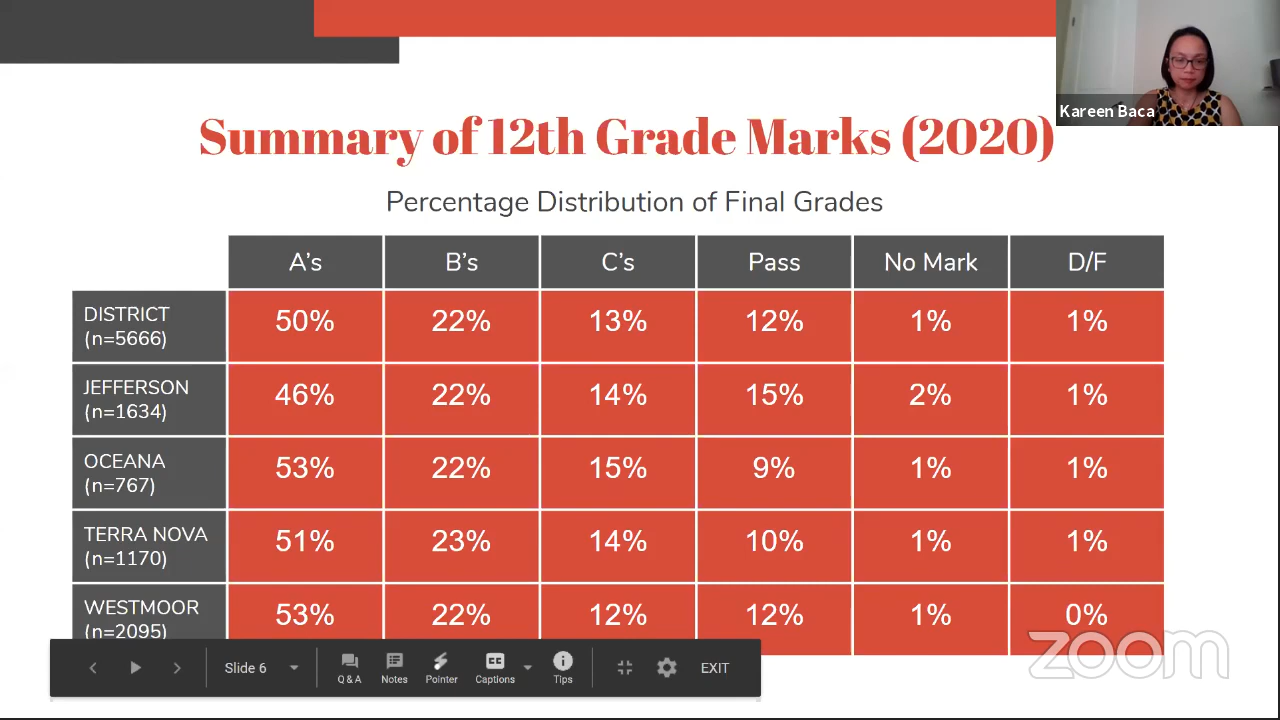 Kareen Baca
Summary of 12th Grade Marks (2020)
Percentage Distribution of Final Grades
A's B's C's Pass No Mark D/F
DISTRICT
(n=5666)
50% 22% 13% 12% 1% 1%
JEFFERSON
(n=1634)
46% 22% 14% 15% 2% 1%
OCEANA
(n=767)
53% 22% 15% 9% 1% 1%
TERRA NOVA
(n=1170)
51% 23% 14% 10% 1% 1%
WESTMOOR
(n=2095)
53% 22% 12% 12% 1% 0%
zoom
Slide 6
Q & A Notes Pointer CC Captions Tips EXIT